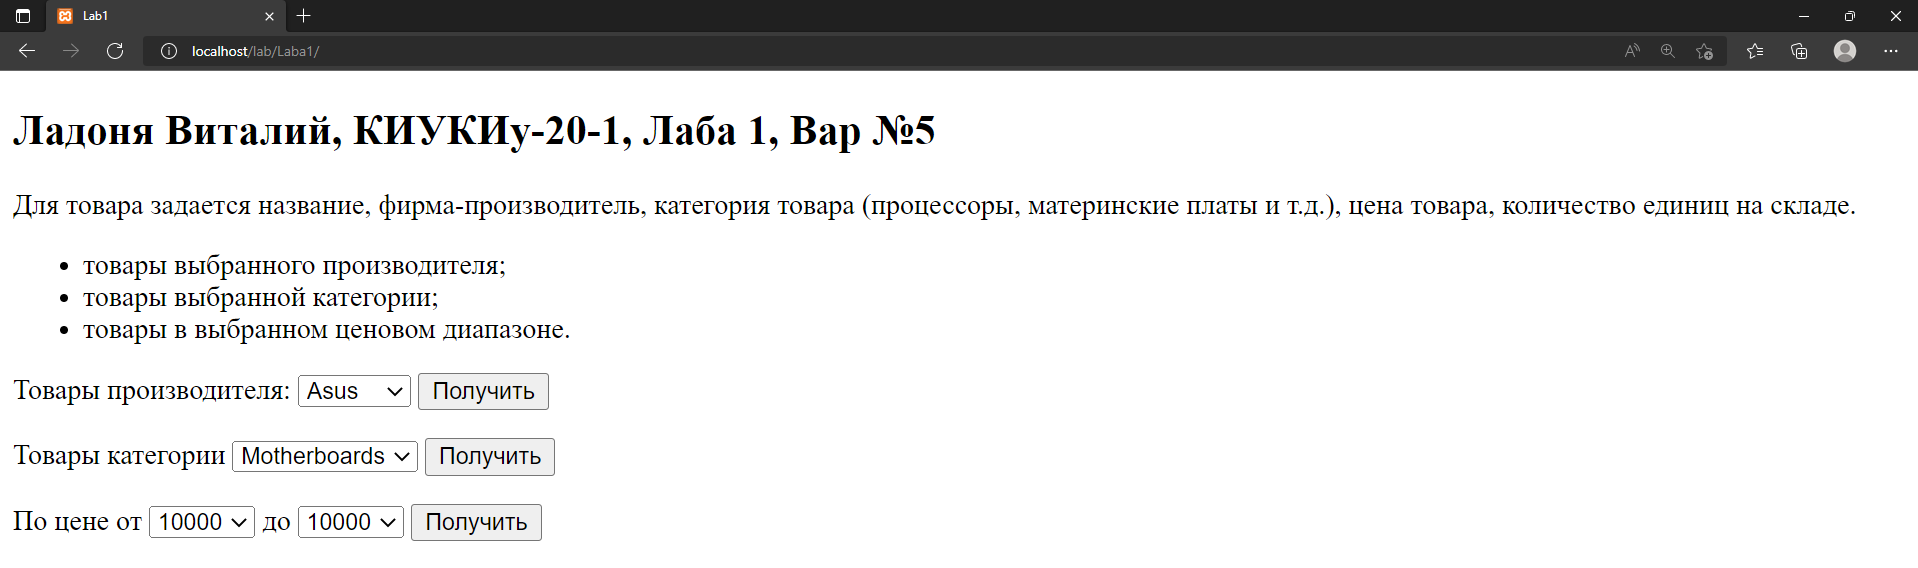 Lab1
localhost/lab/Laba1/
Ладоня Виталий, КИУКИу-20-1, Лаба 1, Вар №5
Для товара задается название, фирма-производитель, категория товара (процессоры, материнские платы и т.д.), цена товара, количество единиц на складе.
• товары выбранного производителя;
• товары выбранной категории;
• товары в выбранном ценовом диапазоне.
Товары производителя: Asus Получить
Товары категории Motherboards Получить
По цене от 10000 до 10000 Получить